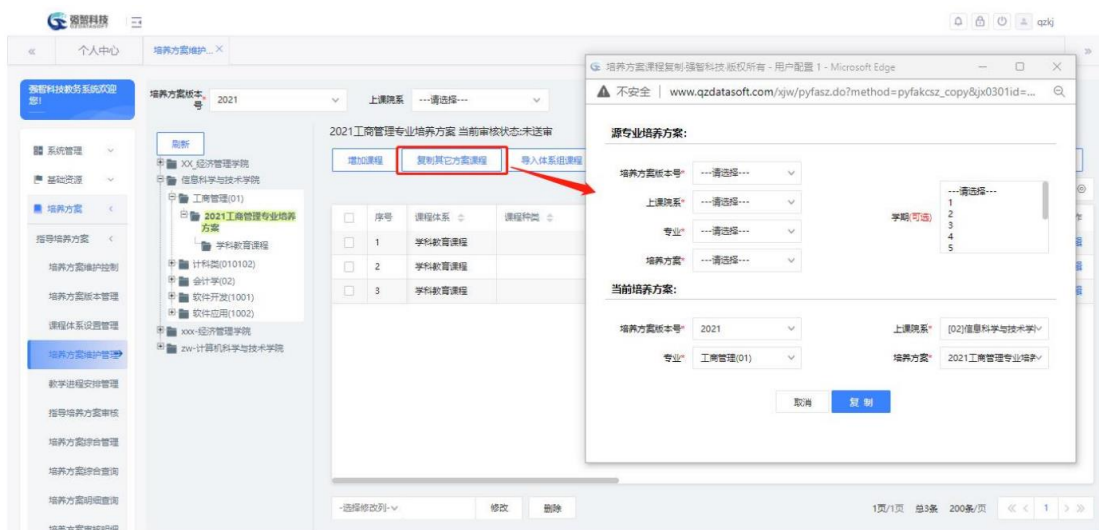 强智科技
QZDATASOFT
qzkj
个人中心
培养方案维护...
强智科技教务系统欢迎您!
系统管理
基础资源
培养方案
指导培养方案
培养方案维护控制
培养方案版本管理
课程体系设置管理
培养方案维护管理
教学进程安排管理
指导培养方案审核
培养方案综合管理
培养方案综合查询
培养方案明细查询
培养方案版本号* 2021
上课院系 ---请选择---
刷新
XX_经济管理学院
信息科学与技术学院
工商管理(01)
2021工商管理专业培养方案
学科教育课程
计科类(010102)
会计学(02)
软件开发(1001)
软件应用(1002)
xxx-经济管理学院
zw-计算机科学与技术学院
2021工商管理专业培养方案 当前审核状态:未送审
增加课程 复制其它方案课程 导入体系组课程
序号 课程体系 课程种类
1 学科教育课程
2 学科教育课程
3 学科教育课程
-选择修改列- 修改 删除
1页/1页 总3条 200条/页 1
培养方案课程复制-强智科技.版权所有 - 用户配置 1 - Microsoft Edge
不安全 | www.qzdatasoft.com/xjw/pyfasz.do?method=pyfakcsz_copy&jx0301id=...
源专业培养方案:
培养方案版本号* ---请选择---
上课院系* ---请选择---
专业* ---请选择---
培养方案* ---请选择---
学期(可选)
---请选择---
1
2
3
4
5
当前培养方案:
培养方案版本号* 2021 上课院系* [02]信息科学与技术学
专业* 工商管理(01) 培养方案* 2021工商管理专业培养
取消 复 制